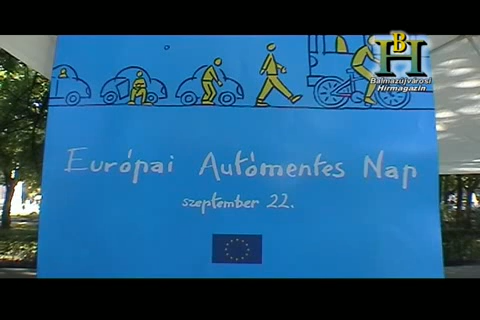 BH
Balmazújvárosi
Hírmagazin
Európai Autómentes Nap
szeptember 22.